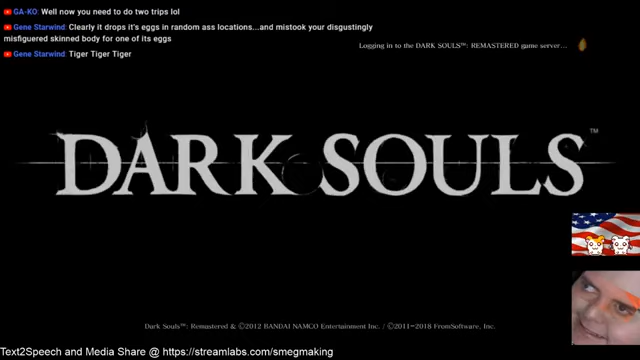 GA-KO: Well now you need to do two trips lol
Gene Starwind: Clearly it drops it's eggs in random ass locations...and mistook your disgustingly
misfiguered skinned body for one of its eggs
Gene Starwind: Tiger Tiger Tiger
Logging in to the DARK SOULS™: REMASTERED game server...
DARK SOULS™
Dark Souls™: Remastered & ©2012 BANDAI NAMCO Entertainment Inc. / ©2011-2018 FromSoftware, Inc.
Text2Speech and Media Share @ https://streamlabs.com/smegmaking